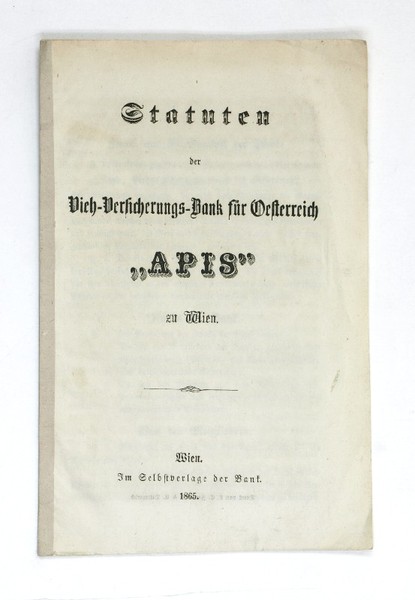 Statuten
der
Vieh-Versicherungs-Bank für Oesterreich
„APIS”
zu Wien.
Wien.
Im Selbstverlage der Bank.
1865.